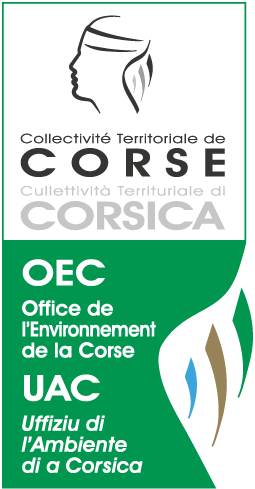 Collectivité Territoriale de
CORSE
Cullettività Territuriale di
CORSICA
OEC
Office de
l'Environnement
de la Corse
UAC
Uffiziu di
l'Ambiente
di a Corsica